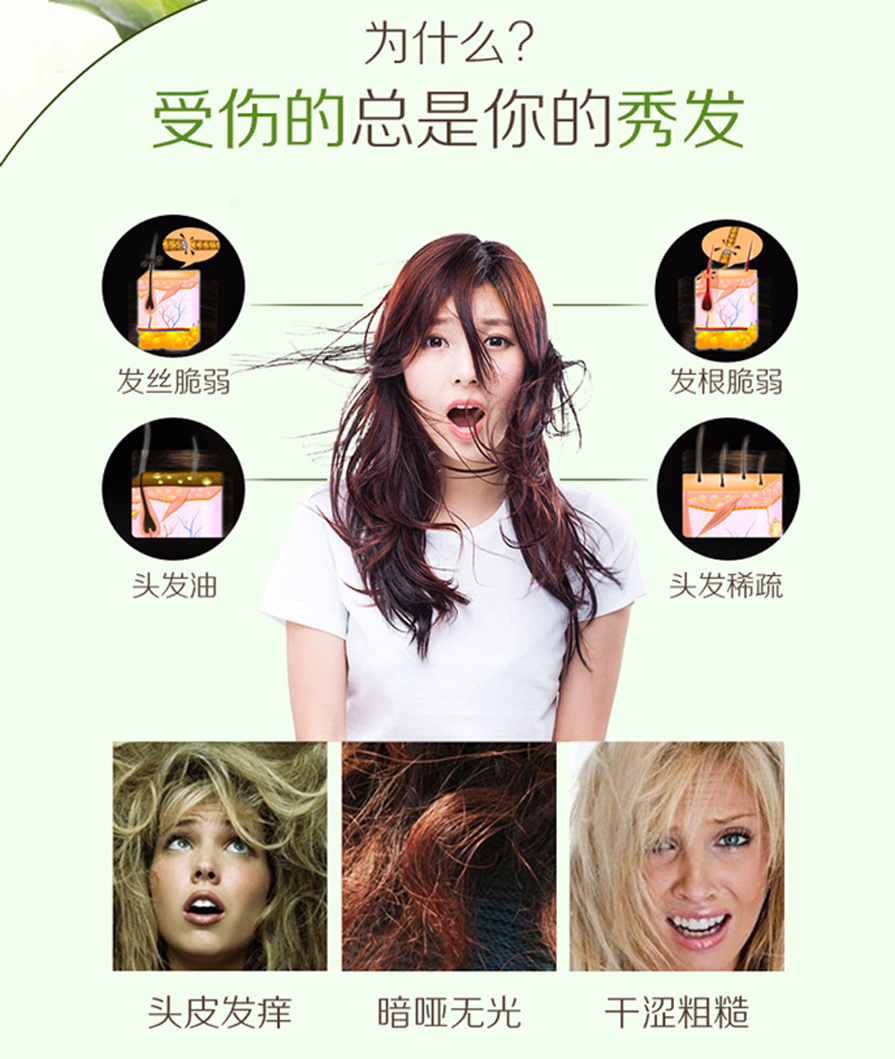 为什么?
受伤的总是你的秀发
发丝脆弱
发根脆弱
头发油
头发稀疏
头皮发痒
暗哑无光
干涩粗糙